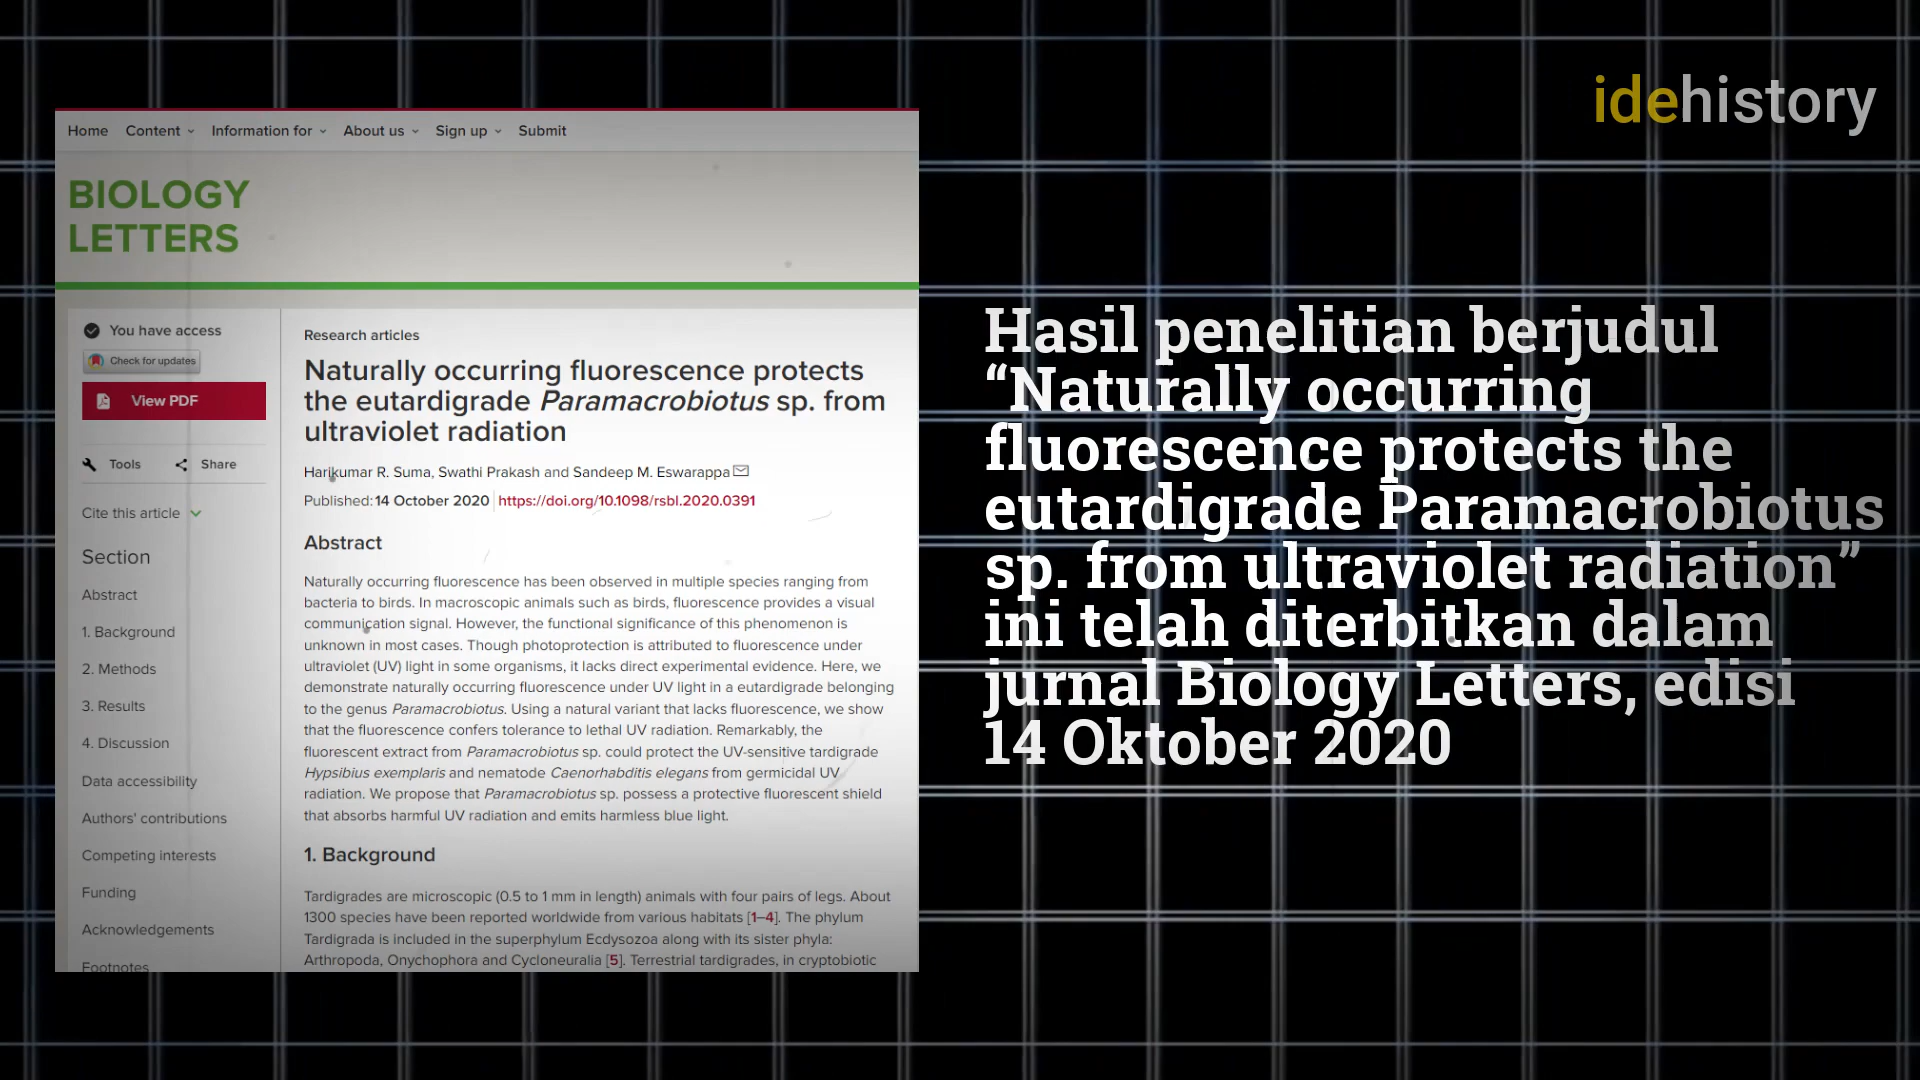 idehistory
Home Content Information for About us Sign up Submit
BIOLOGY
LETTERS
You have access
Check for updates
View PDF
Tools Share
Cite this article
Section
Abstract
1. Background
2. Methods
3. Results
4. Discussion
Data accessibility
Authors' contributions
Competing interests
Funding
Acknowledgements
Footnotes
Research articles
Naturally occurring fluorescence protects
the eutardigrade Paramacrobiotus sp. from
ultraviolet radiation
Harikumar R. Suma, Swathi Prakash and Sandeep M. Eswarappa
Published: 14 October 2020 https://doi.org/10.1098/rsbl.2020.0391
Abstract
Naturally occurring fluorescence has been observed in multiple species ranging from
bacteria to birds. In macroscopic animals such as birds, fluorescence provides a visual
communication signal. However, the functional significance of this phenomenon is
unknown in most cases. Though photoprotection is attributed to fluorescence under
ultraviolet (UV) light in some organisms, it lacks direct experimental evidence. Here, we
demonstrate naturally occurring fluorescence under UV light in a eutardigrade belonging
to the genus Paramacrobiotus. Using a natural variant that lacks fluorescence, we show
that the fluorescence confers tolerance to lethal UV radiation. Remarkably, the
fluorescent extract from Paramacrobiotus sp. could protect the UV-sensitive tardigrade
Hypsibius exemplaris and nematode Caenorhabditis elegans from germicidal UV
radiation. We propose that Paramacrobiotus sp. possess a protective fluorescent shield
that absorbs harmful UV radiation and emits harmless blue light.
1. Background
Tardigrades are microscopic (0.5 to 1 mm in length) animals with four pairs of legs. About
1300 species have been reported worldwide from various habitats [1–4]. The phylum
Tardigrada is included in the superphylum Ecdysozoa along with its sister phyla:
Arthropoda, Onychophora and Cycloneuralia [5]. Terrestrial tardigrades, in cryptobiotic
Hasil penelitian berjudul
“Naturally occurring
fluorescence protects the
eutardigrade Paramacrobiotus
sp. from ultraviolet radiation”
ini telah diterbitkan dalam
jurnal Biology Letters, edisi
14 Oktober 2020